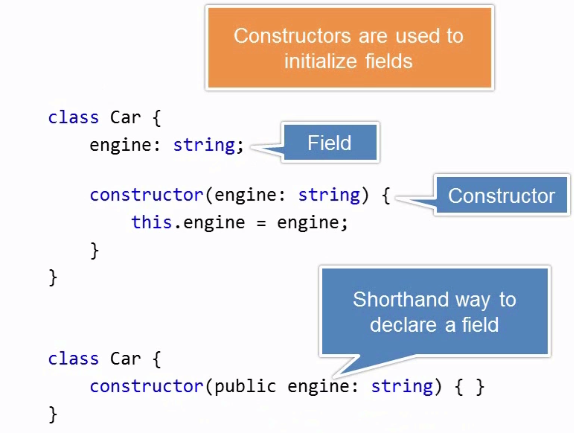 Constructors are used to
initialize fields
class Car {
engine: string;
Field
constructor(engine: string) {
Constructor
this.engine = engine;
}
}
Shorthand way to
declare a field
class Car {
constructor(public engine: string) { }
}